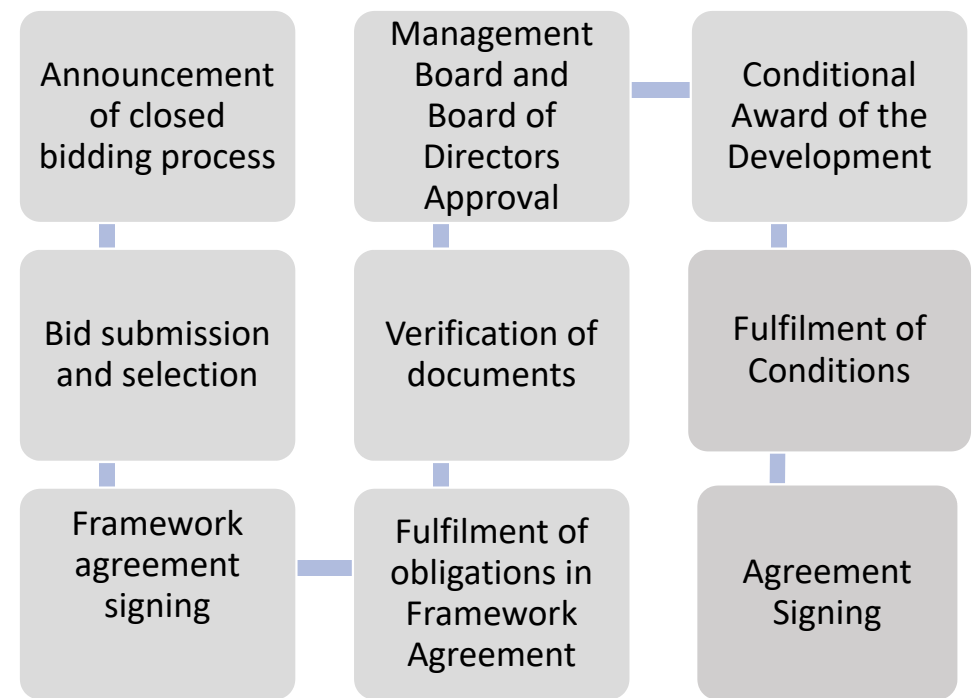 Announcement
of closed
bidding process
Bid submission
and selection
Framework
agreement
signing
Fulfilment of
obligations in
Framework
Agreement
Verification of
documents
Management
Board and
Board of
Directors
Approval
Conditional
Award of the
Development
Fulfilment of
Conditions
Agreement
Signing